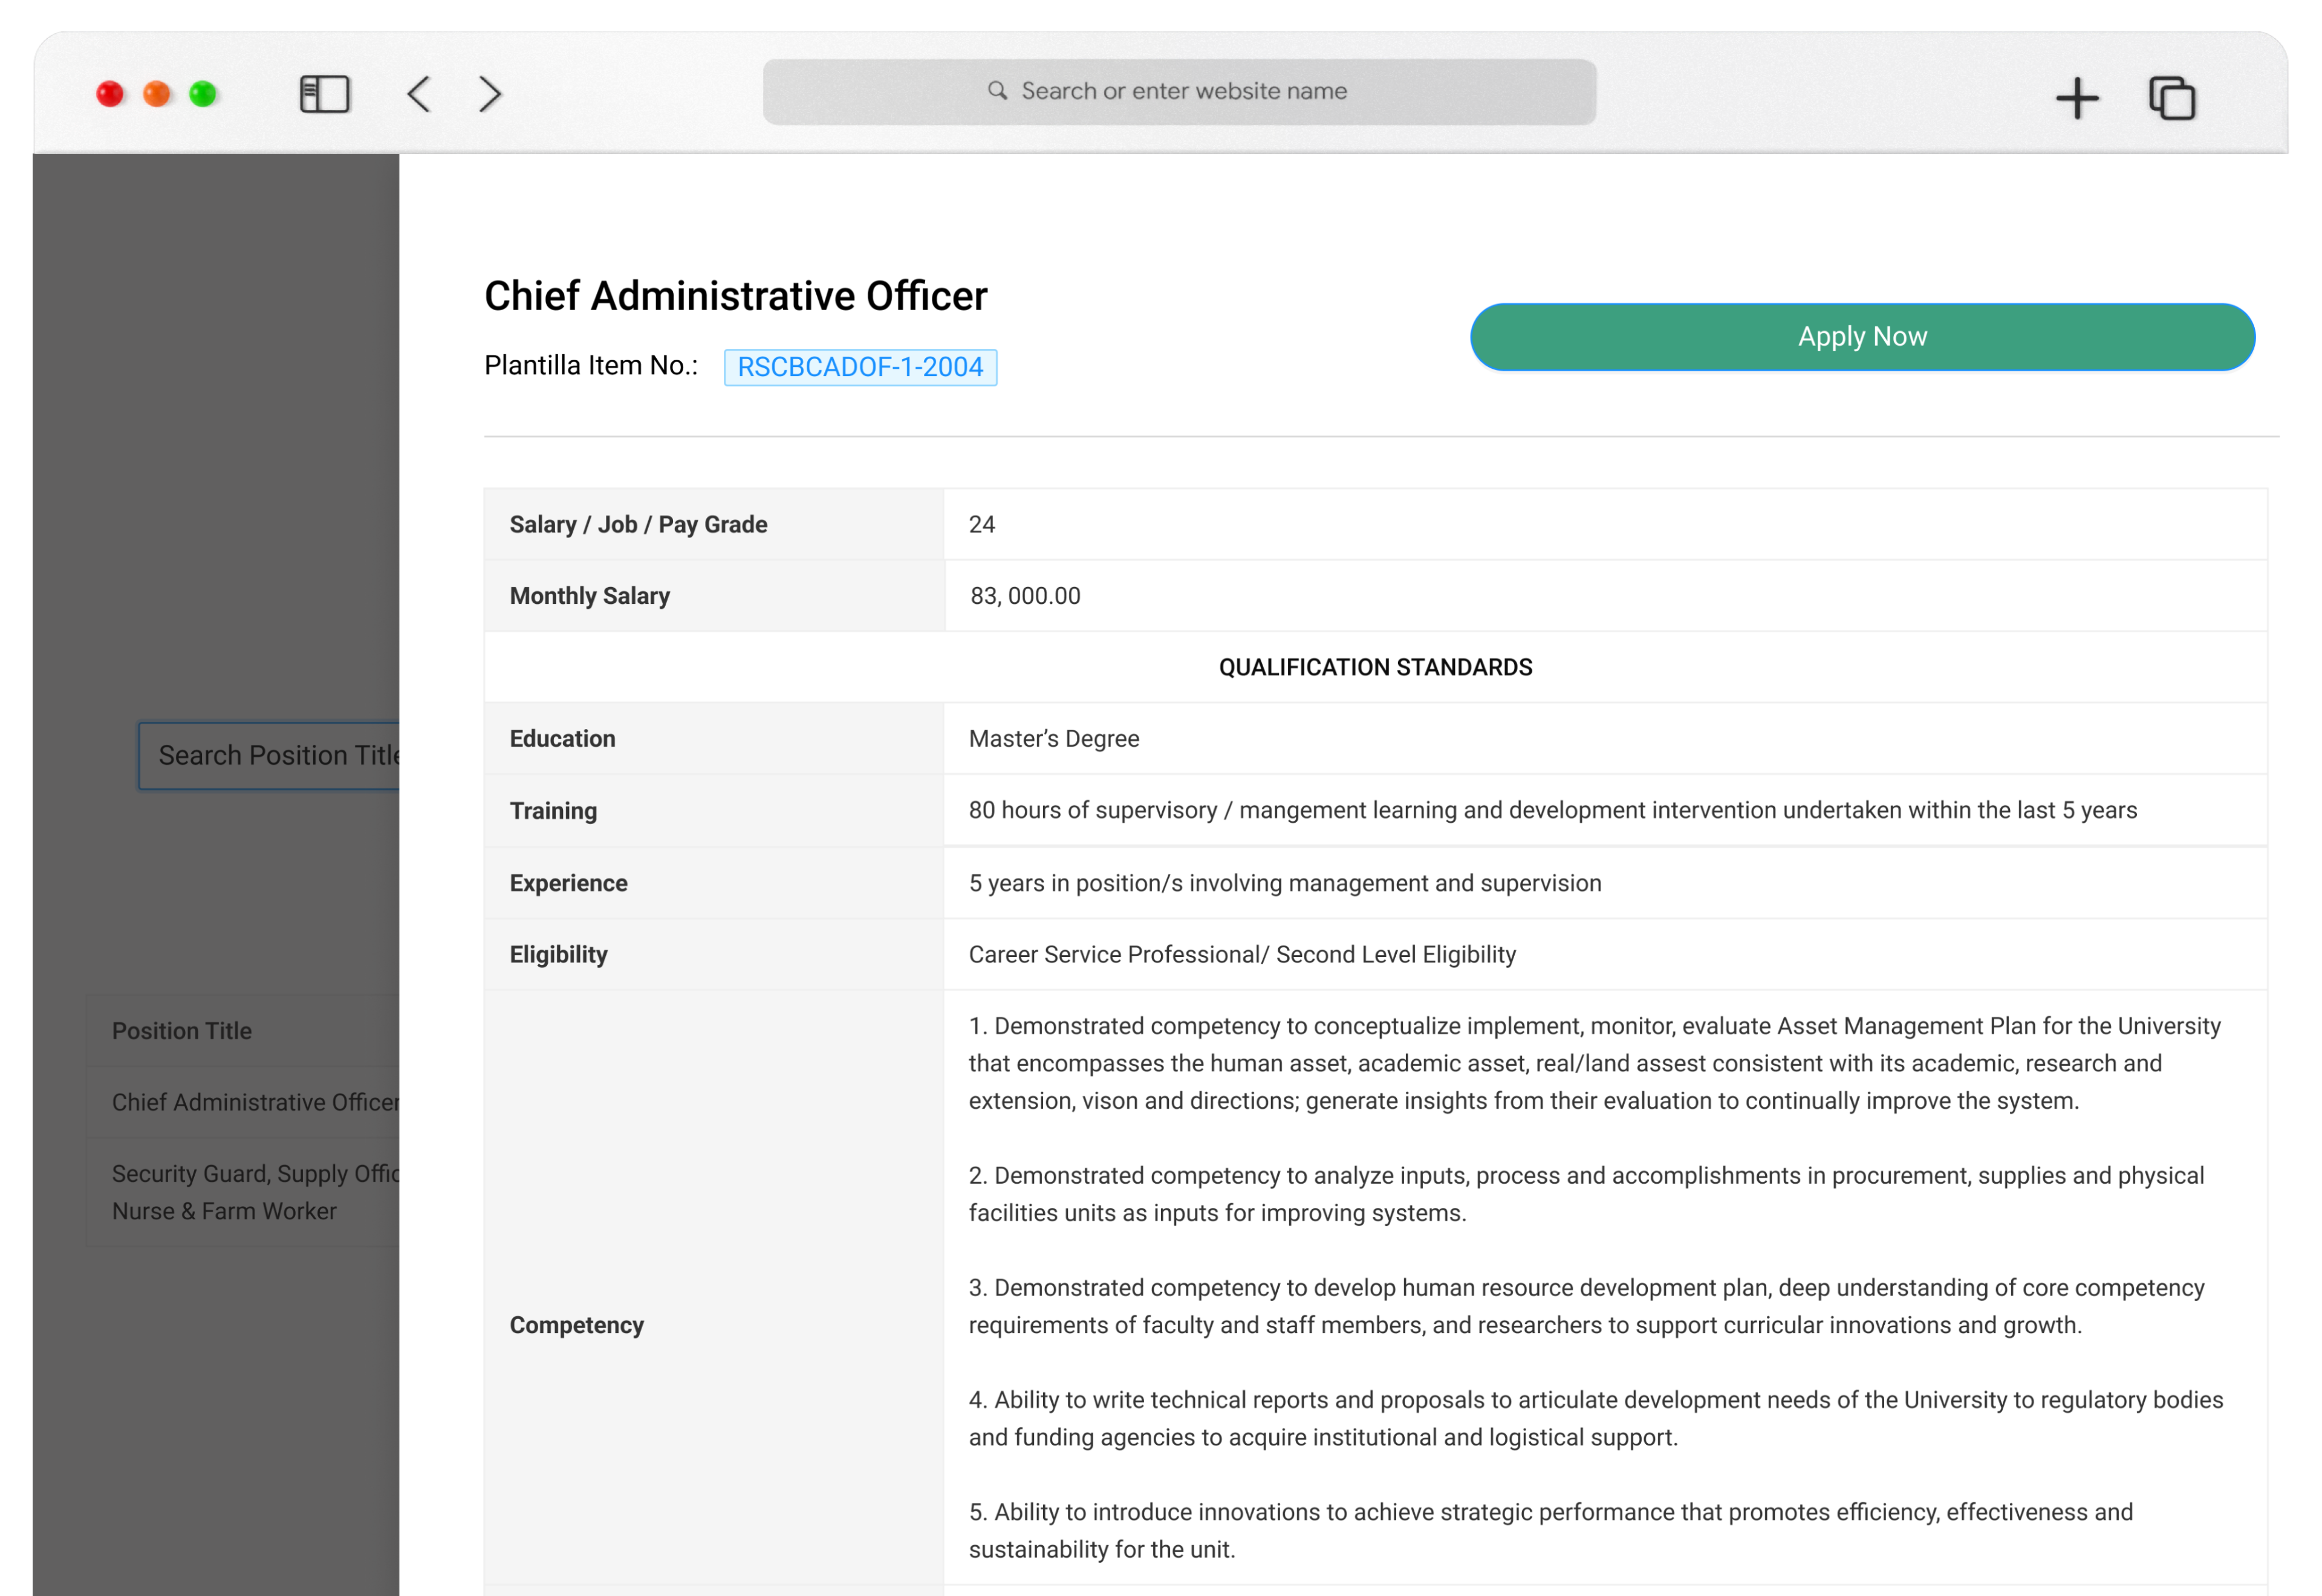 Search or enter website name
Chief Administrative Officer
Apply Now
Plantilla Item No.: RSCBCADOF-1-2004
Salary / Job / Pay Grade 24
Monthly Salary 83, 000.00
QUALIFICATION STANDARDS
Education Master’s Degree
Training 80 hours of supervisory / mangement learning and development intervention undertaken within the last 5 years
Experience 5 years in position/s involving management and supervision
Eligibility Career Service Professional/ Second Level Eligibility
Competency
1. Demonstrated competency to conceptualize implement, monitor, evaluate Asset Management Plan for the University
that encompasses the human asset, academic asset, real/land assest consistent with its academic, research and
extension, vison and directions; generate insights from their evaluation to continually improve the system.
2. Demonstrated competency to analyze inputs, process and accomplishments in procurement, supplies and physical
facilities units as inputs for improving systems.
3. Demonstrated competency to develop human resource development plan, deep understanding of core competency
requirements of faculty and staff members, and researchers to support curricular innovations and growth.
4. Ability to write technical reports and proposals to articulate development needs of the University to regulatory bodies
and funding agencies to acquire institutional and logistical support.
5. Ability to introduce innovations to achieve strategic performance that promotes efficiency, effectiveness and
sustainability for the unit.
Search Position Title
Position Title
Chief Administrative Officer
Security Guard, Supply Offic
Nurse & Farm Worker